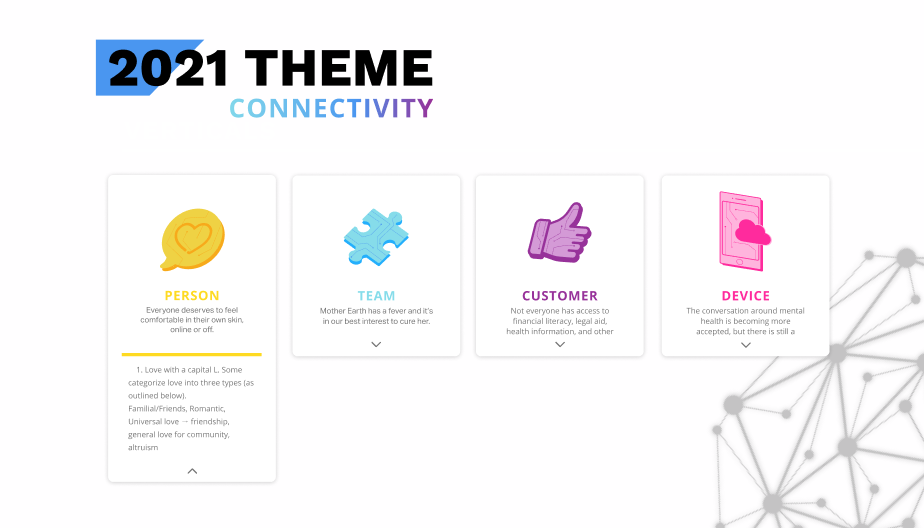 2021 THEME
CONNECTIVITY
PERSON
Everyone deserves to feel
comfortable in their own skin,
online or off.
1. Love with a capital L. Some
categorize love into three types (as
outlined below).
Familial/Friends, Romantic,
Universal love → friendship,
general love for community,
altruism
TEAM
Mother Earth has a fever and it's
in our best interest to cure her.
CUSTOMER
Not everyone has access to
financial literacy, legal aid,
health information, and other
DEVICE
The conversation around mental
health is becoming more
accepted, but there is still a